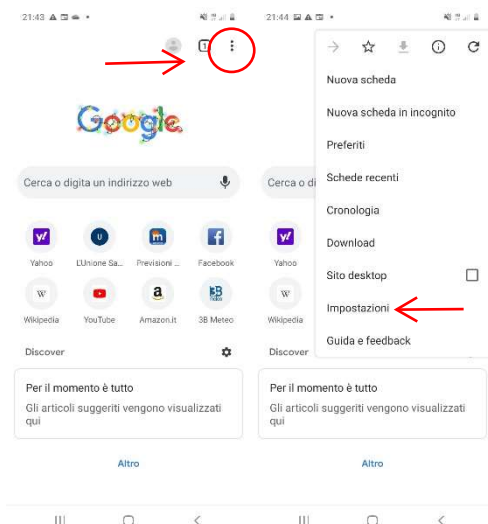 21:43
1
Google
Cerca o digita un indirizzo web
y!
U
m
f
Yahoo
L'Unione Sa...
Previsioni ...
Facebook
W
a
3B
Wikipedia
YouTube
Amazon.it
3B Meteo
Discover
Per il momento è tutto
Gli articoli suggeriti vengono visualizzati
qui
Altro
21:44
Nuova scheda
Nuova scheda in incognito
Preferiti
Schede recenti
Cronologia
Download
Sito desktop
Impostazioni
Guida e feedback
Cerca o di
y!
Yahoo
W
Wikipedia
Discover
Per il momento è tutto
Gli articoli suggeriti vengono visualizzati
qui
Altro